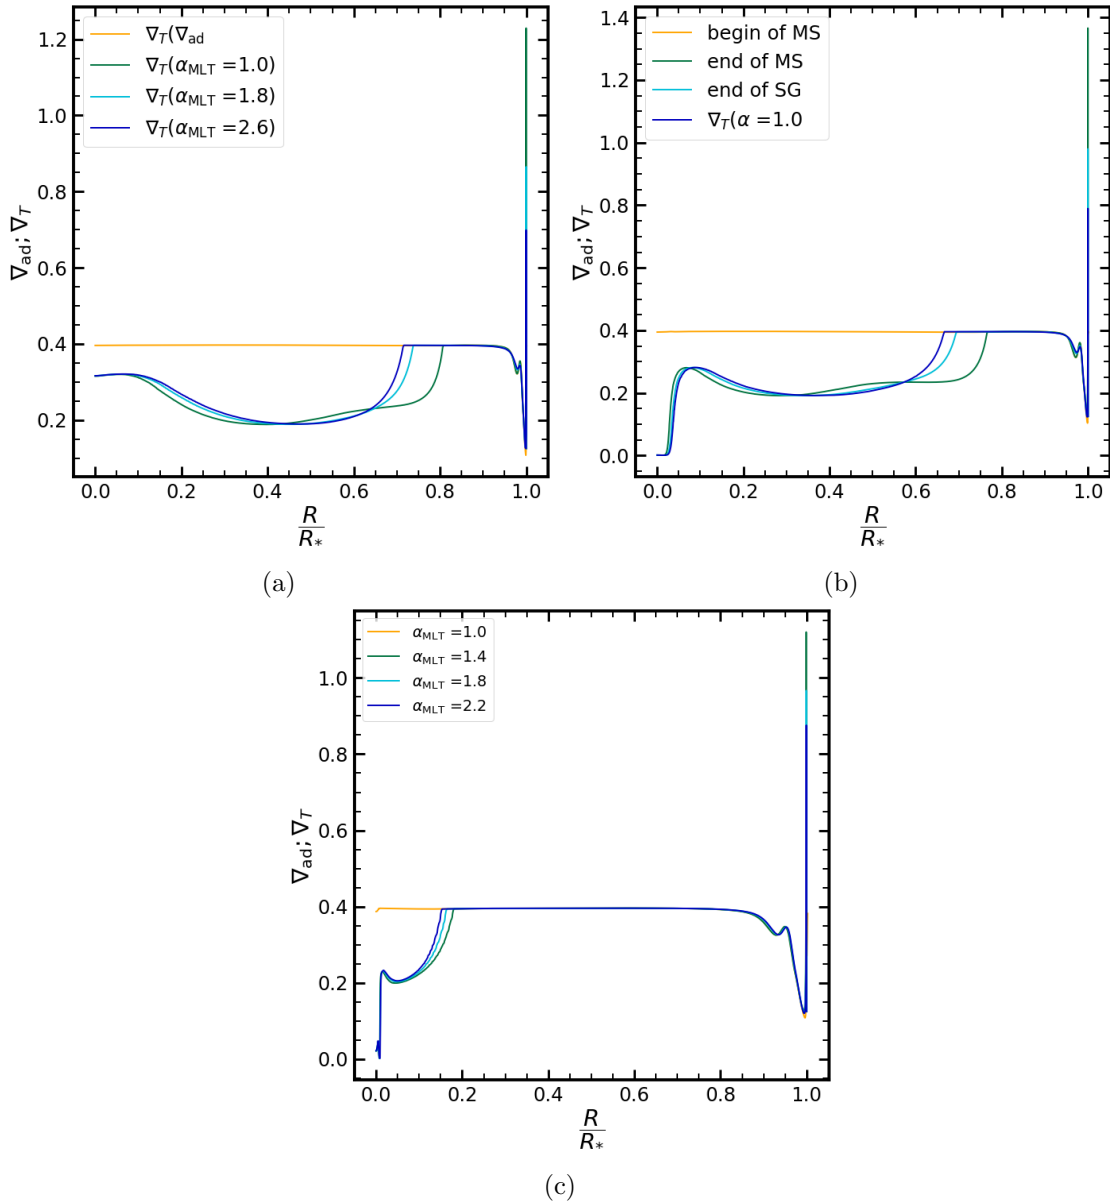 1.2
1.0
0.8
0.6
0.4
0.2
∇ad; ∇T
∇T(∇ad
∇T(αMLT =1.0)
∇T(αMLT =1.8)
∇T(αMLT =2.6)
0.0 0.2 0.4 0.6 0.8 1.0
R
R*
(a)
1.4
1.2
1.0
0.8
0.6
0.4
0.2
0.0
∇ad; ∇T
begin of MS
end of MS
end of SG
∇T(α =1.0
0.0 0.2 0.4 0.6 0.8 1.0
R
R*
(b)
1.0
0.8
0.6
0.4
0.2
0.0
∇ad; ∇T
αMLT =1.0
αMLT =1.4
αMLT =1.8
αMLT =2.2
0.0 0.2 0.4 0.6 0.8 1.0
R
R*
(c)